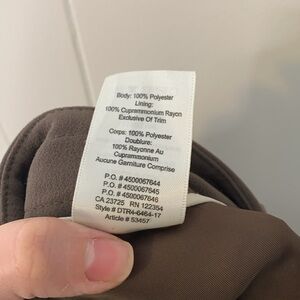 Body: 100% Polyester
Lining:
100% Cuprammonium Rayon
Exclusive Of Trim
Corps: 100% Polyester
Doublure:
100% Rayonne Au
Cuprammonium
Aucune Garniture Comprise
P.O. # 4500067644
P.O. # 4500067645
P.O. # 4500067646
CA 23725 RN 122354
Style # DTR4-6464-17
Article # 53457